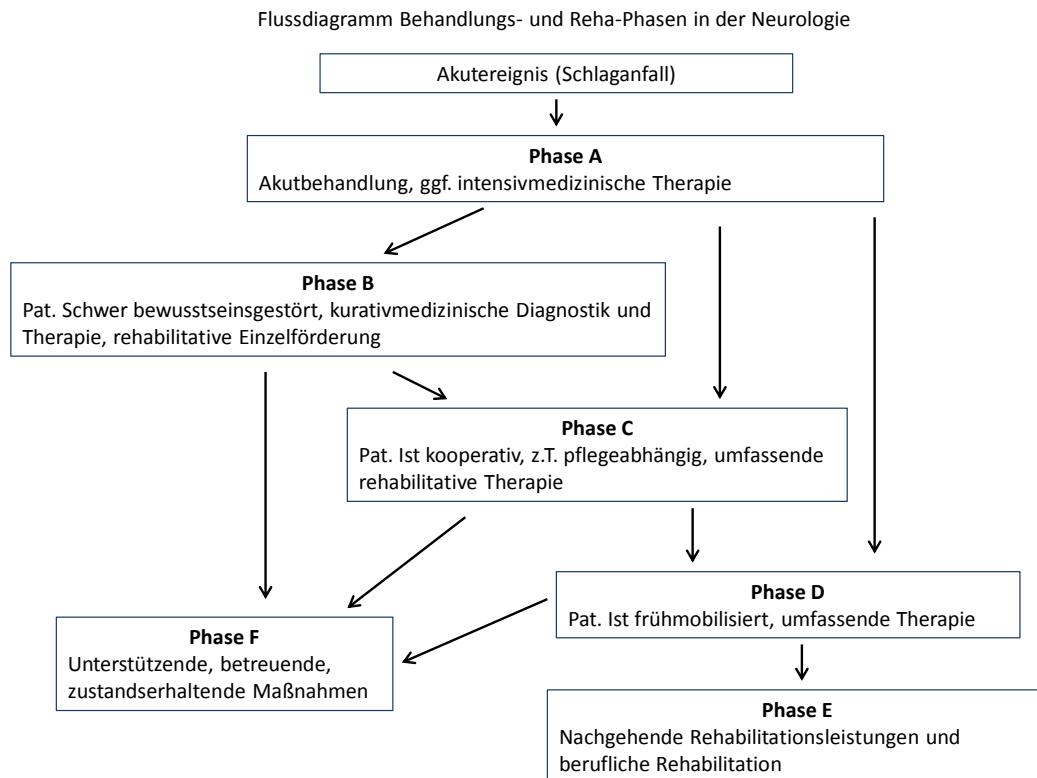 Flussdiagramm Behandlungs- und Reha-Phasen in der Neurologie
Akutereignis (Schlaganfall)
Phase A
Akutbehandlung, ggf. intensivmedizinische Therapie
Phase B
Pat. Schwer bewusstseinsgestört, kurativmedizinische Diagnostik und
Therapie, rehabilitative Einzelförderung
Phase C
Pat. Ist kooperativ, z.T. pflegeabhängig, umfassende
rehabilitative Therapie
Phase D
Pat. Ist frühmobilisiert, umfassende Therapie
Phase F
Unterstützende, betreuende,
zustandserhaltende Maßnahmen
Phase E
Nachgehende Rehabilitationsleistungen und
berufliche Rehabilitation